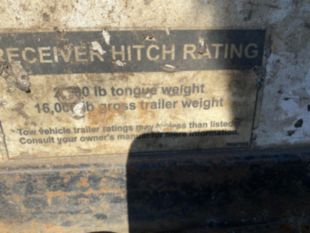 RECEIVER HITCH RATING
lb tongue weight
lb gross trailer weight
Tow vehicle trailer ratings may be less than listed
Consult your owner's manual for more information